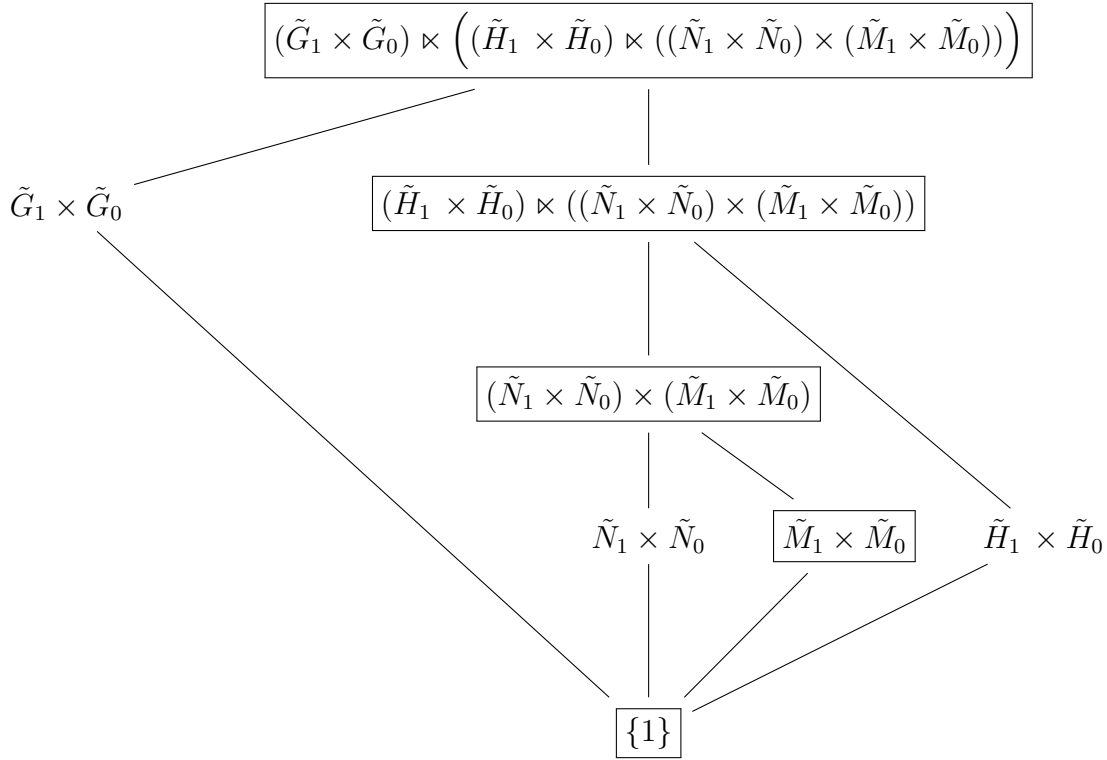 (G̃₁ × G̃₀) ⋉ ((H̃₁ × H̃₀) ⋉ ((Ñ₁ × Ñ₀) × (M̃₁ × M̃₀)))
G̃₁ × G̃₀
(H̃₁ × H̃₀) ⋉ ((Ñ₁ × Ñ₀) × (M̃₁ × M̃₀))
(Ñ₁ × Ñ₀) × (M̃₁ × M̃₀)
Ñ₁ × Ñ₀
M̃₁ × M̃₀
H̃₁ × H̃₀
{1}